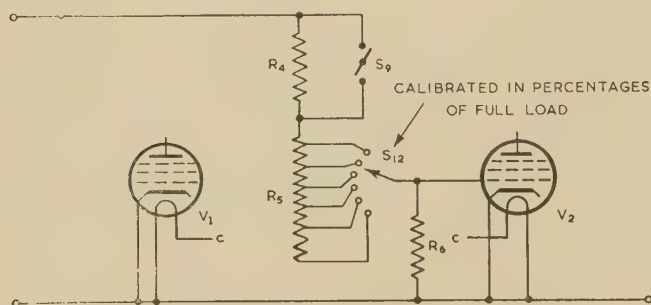 R4
S9
CALIBRATED IN PERCENTAGES
OF FULL LOAD
S12
R5
V1
C
R6
C
V2